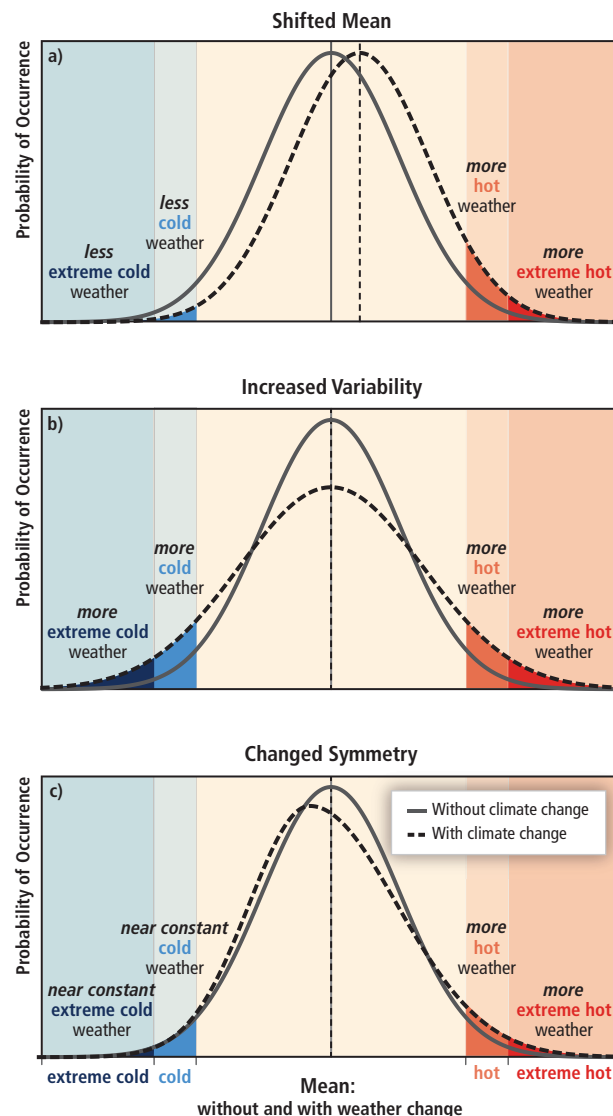 Shifted Mean
a)
Probability of Occurrence
less
extreme cold
weather
less
cold
weather
more
hot
weather
more
extreme hot
weather
Increased Variability
b)
Probability of Occurrence
more
extreme cold
weather
more
cold
weather
more
hot
weather
more
extreme hot
weather
Changed Symmetry
c)
Probability of Occurrence
Without climate change
With climate change
near constant
extreme cold
weather
near constant
cold
weather
more
hot
weather
more
extreme hot
weather
extreme cold
cold
Mean:
without and with weather change
hot
extreme hot